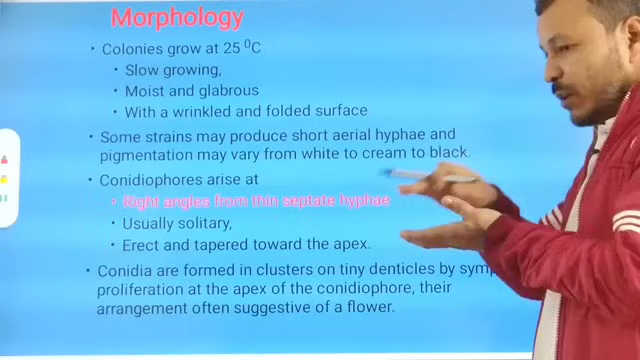 Morphology
• Colonies grow at 25 ⁰C
• Slow growing,
• Moist and glabrous
• With a wrinkled and folded surface
• Some strains may produce short aerial hyphae and
pigmentation may vary from white to cream to black.
• Conidiophores arise at
• Right angles from thin septate hyphae
• Usually solitary,
• Erect and tapered toward the apex.
• Conidia are formed in clusters on tiny denticles by
proliferation at the apex of the conidiophore, their
arrangement often suggestive of a flower.